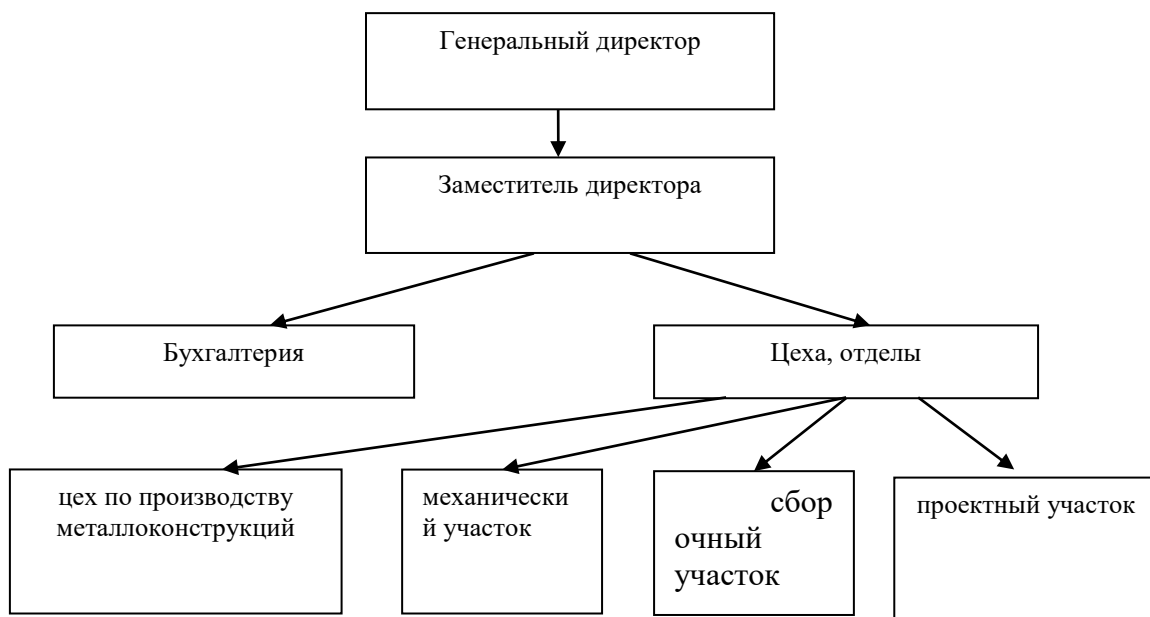 Генеральный директор
Заместитель директора
Бухгалтерия
Цеха, отделы
цех по производству
металлоконструкций
механически
й участок
сбор
очный
участок
проектный участок